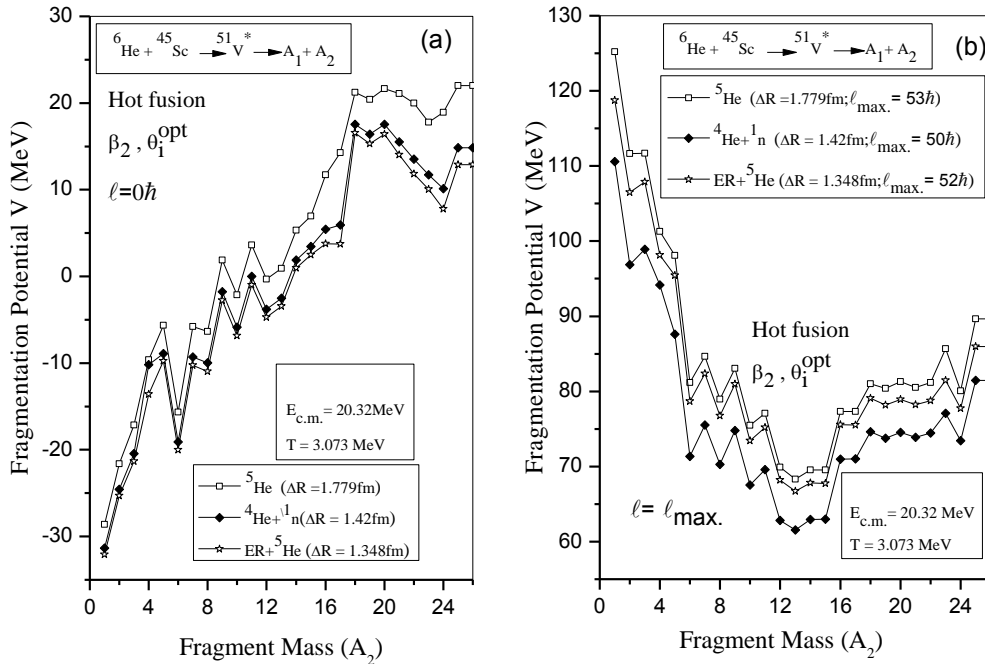 (a)
⁶He + ⁴⁵Sc → ⁵¹V* → A₁ + A₂
Hot fusion
β₂ , θᵢᵒᵖᵗ
ℓ=0ħ
E_c.m. = 20.32MeV
T = 3.073 MeV
⁵He (ΔR =1.779fm)
⁴He+\¹n(ΔR = 1.42fm)
ER+⁵He (ΔR = 1.348fm)
Fragmentation Potential V (MeV)
30
20
10
0
-10
-20
-30
0 4 8 12 16 20 24
Fragment Mass (A₂)
(b)
⁶He + ⁴⁵Sc → ⁵¹V* → A₁ + A₂
⁵He (ΔR =1.779fm;ℓmax. = 53ħ)
⁴He+¹n (ΔR = 1.42fm;ℓmax. = 50ħ)
ER+⁵He (ΔR = 1.348fm;ℓmax. = 52ħ)
Hot fusion
β₂ , θᵢᵒᵖᵗ
ℓ= ℓmax.
E_c.m. = 20.32 MeV
T = 3.073 MeV
Fragmentation Potential V (MeV)
130
120
110
100
90
80
70
60
0 4 8 12 16 20 24
Fragment Mass (A₂)